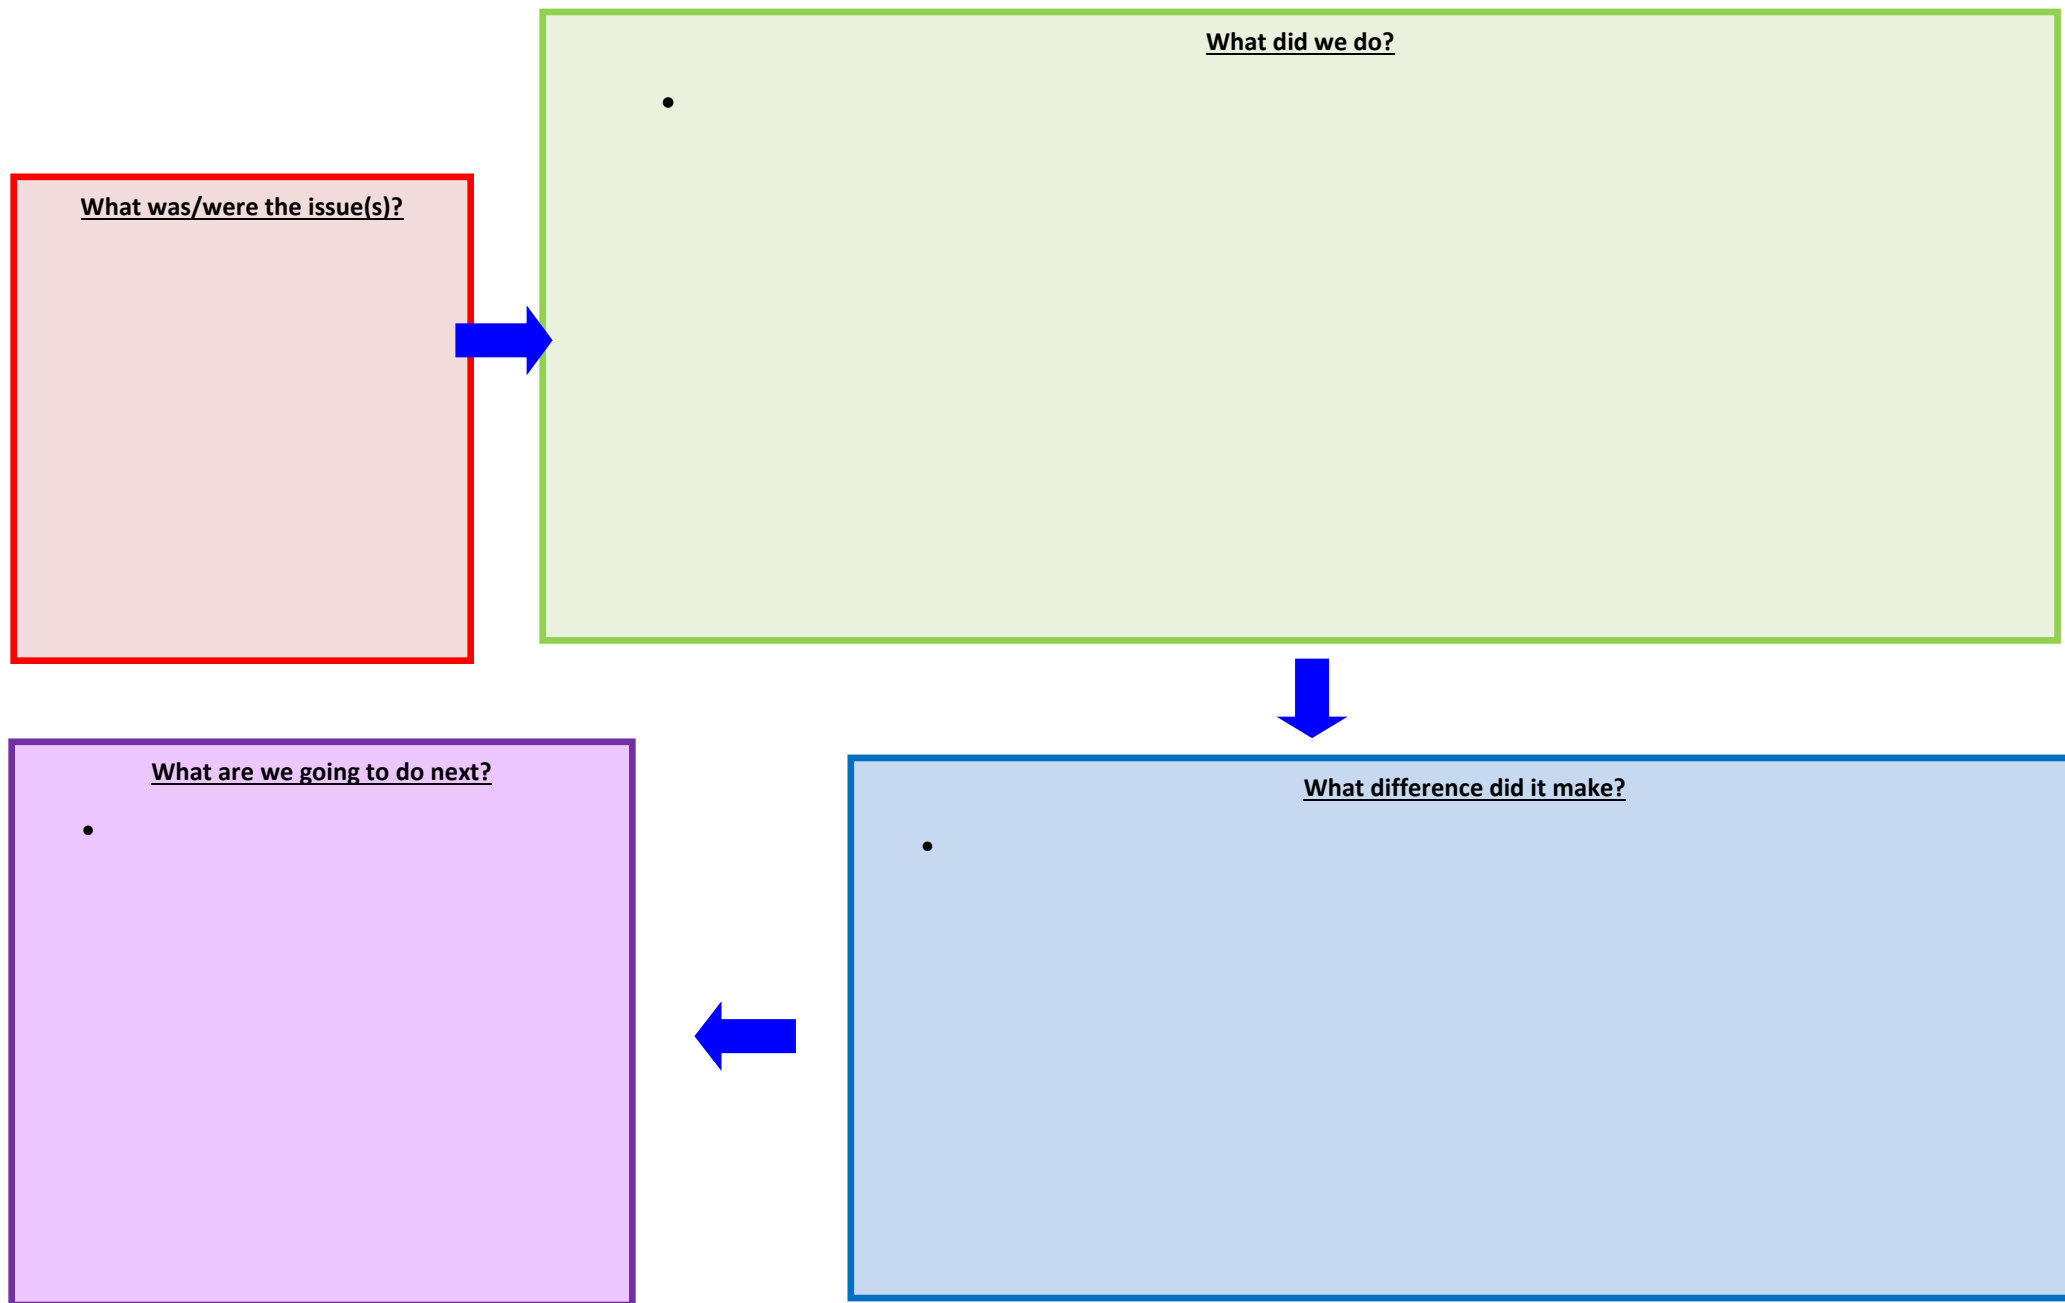 What was/were the issue(s)?
What did we do?
•
What difference did it make?
•
What are we going to do next?
•